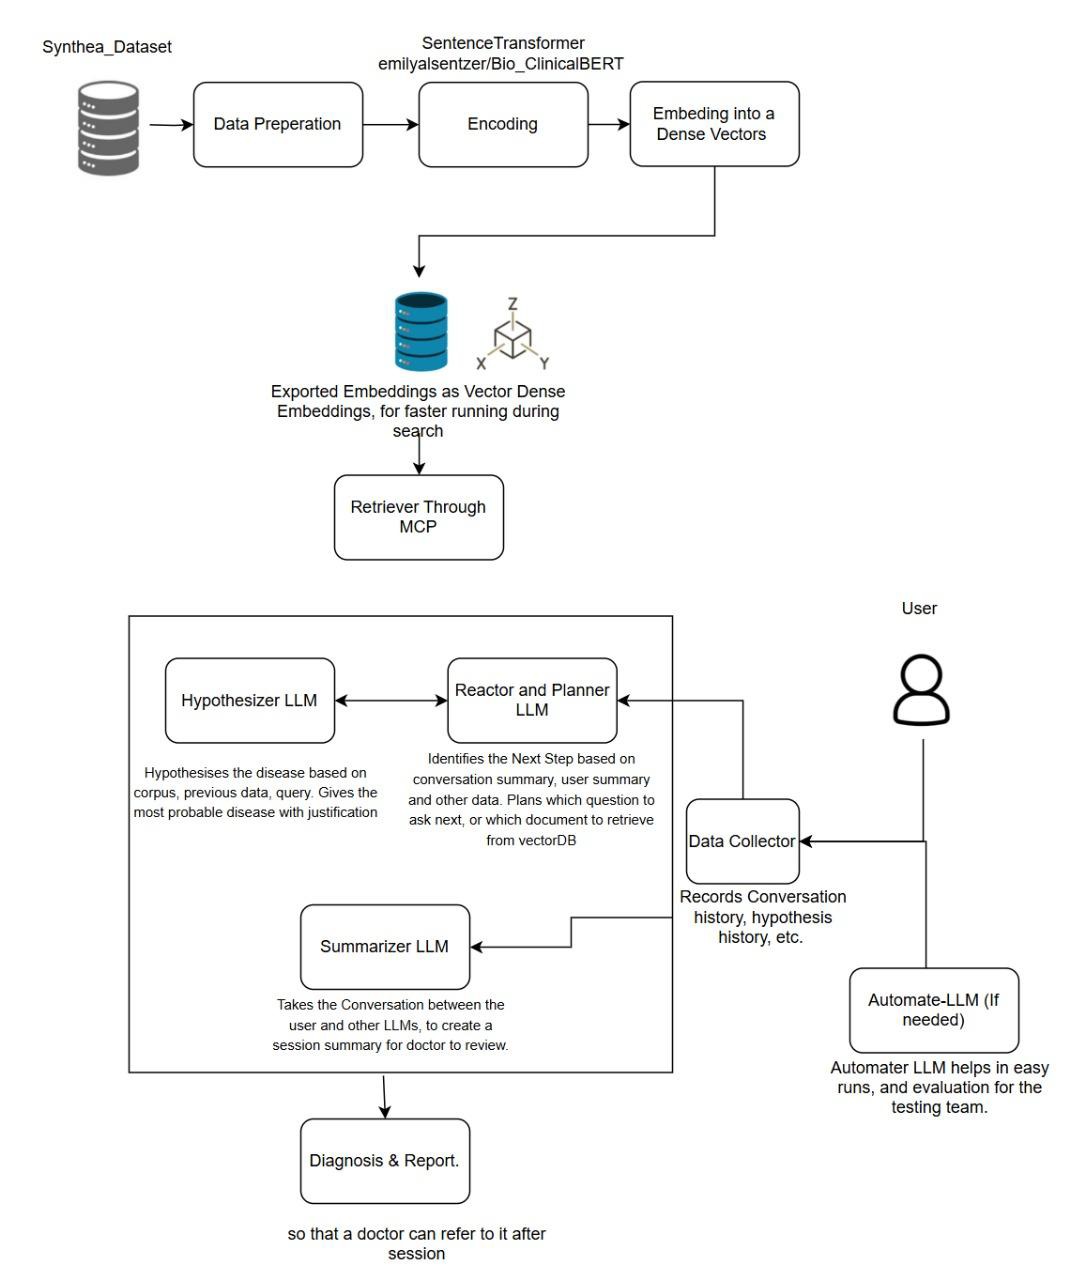 Synthea_Dataset
SentenceTransformer
emilyalsentzer/Bio_ClinicalBERT
Data Preperation
Encoding
Embeding into a
Dense Vectors
Z
X
Y
Exported Embeddings as Vector Dense
Embeddings, for faster running during
search
Retriever Through
MCP
User
Hypothesizer LLM
Reactor and Planner
LLM
Hypothesises the disease based on
corpus, previous data, query. Gives the
most probable disease with justification
Identifies the Next Step based on
conversation summary, user summary
and other data. Plans which question to
ask next, or which document to retrieve
from vectorDB
Data Collector
Records Conversation
history, hypothesis
history, etc.
Summarizer LLM
Takes the Conversation between the
user and other LLMs, to create a
session summary for doctor to review.
Automate-LLM (If
needed)
Automater LLM helps in easy
runs, and evaluation for the
testing team.
Diagnosis & Report.
so that a doctor can refer to it after
session